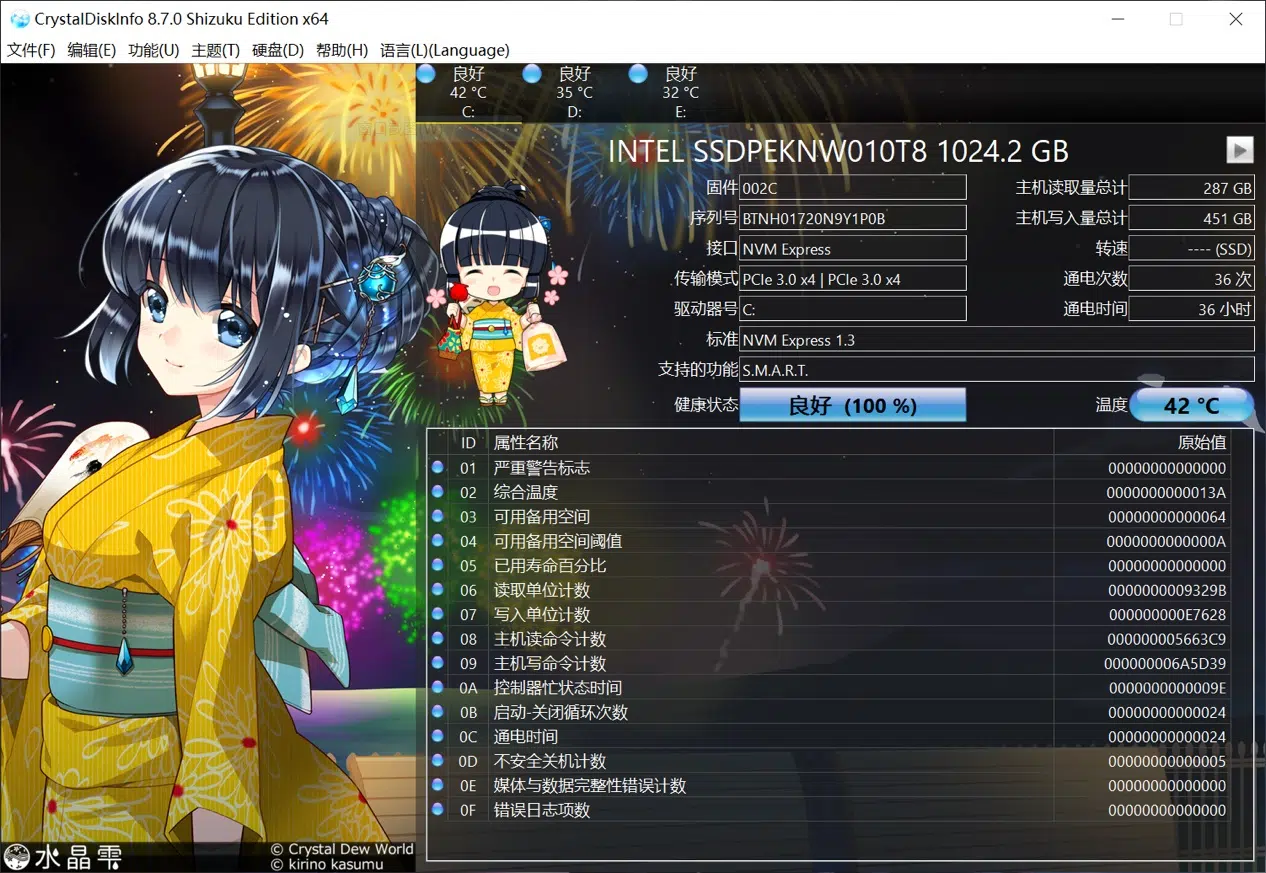 CrystalDiskInfo 8.7.0 Shizuku Edition x64
文件(F) 编辑(E) 功能(U) 主题(T) 硬盘(D) 帮助(H) 语言(L)(Language)
良好 良好 良好
42 °C 35 °C 32 °C
C: D: E:
INTEL SSDPEKNW010T8 1024.2 GB
固件 002C 主机读取量总计 287 GB
序列号 BTNH01720N9Y1P0B 主机写入量总计 451 GB
接口 NVM Express 转速 ---- (SSD)
传输模式 PCIe 3.0 x4 | PCIe 3.0 x4 通电次数 36 次
驱动器号 C: 通电时间 36 小时
标准 NVM Express 1.3
支持的功能 S.M.A.R.T.
健康状态 良好 (100 %) 温度 42 °C
ID 属性名称 原始值
01 严重警告标志 00000000000000
02 综合温度 0000000000013A
03 可用备用空间 00000000000064
04 可用备用空间阈值 0000000000000A
05 已用寿命百分比 00000000000000
06 读取单位计数 0000000009329B
07 写入单位计数 000000000E7628
08 主机读命令计数 000000005663C9
09 主机写命令计数 000000006A5D39
0A 控制器忙状态时间 0000000000009E
0B 启动-关闭循环次数 00000000000024
0C 通电时间 00000000000024
0D 不安全关机计数 00000000000005
0E 媒体与数据完整性错误计数 00000000000000
0F 错误日志项数 00000000000000
水晶雫
© Crystal Dew World
© kirino kasumu